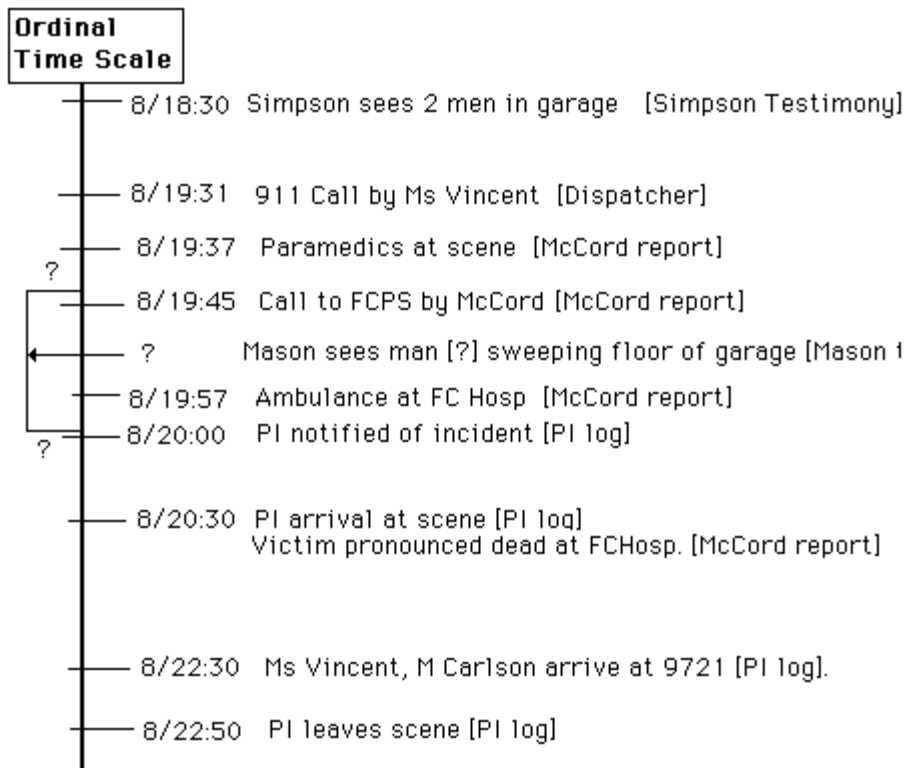 Ordinal
Time Scale
8/18:30 Simpson sees 2 men in garage [Simpson Testimony]
8/19:31 911 Call by Ms Vincent [Dispatcher]
8/19:37 Paramedics at scene [McCord report]
?
8/19:45 Call to FCPS by McCord [McCord report]
? Mason sees man [?] sweeping floor of garage [Mason
8/19:57 Ambulance at FC Hosp [McCord report]
8/20:00 PI notified of incident [PI log]
?
8/20:30 PI arrival at scene [PI log]
Victim pronounced dead at FCHosp. [McCord report]
8/22:30 Ms Vincent, M Carlson arrive at 9721 [PI log].
8/22:50 PI leaves scene [PI log]